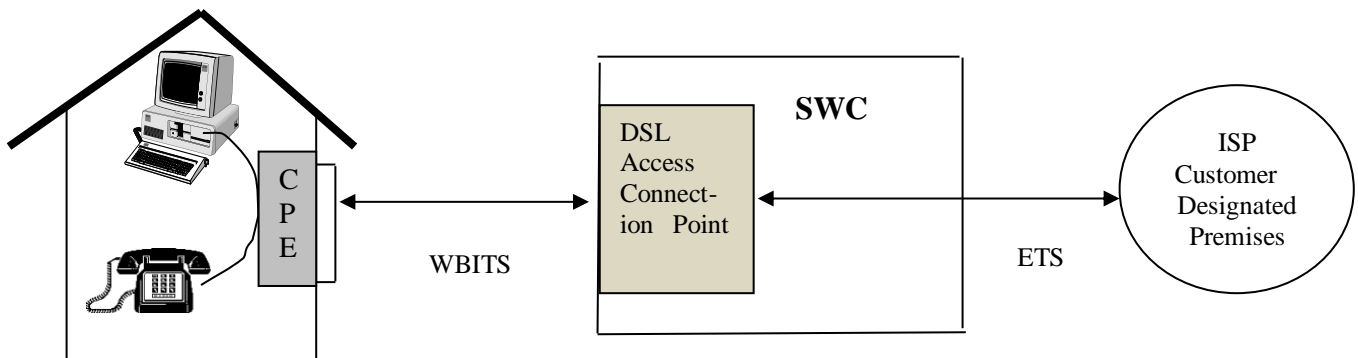 C
P
E
WBITS
DSL
Access
Connect-
ion Point
SWC
ETS
ISP
Customer
Designated
Premises